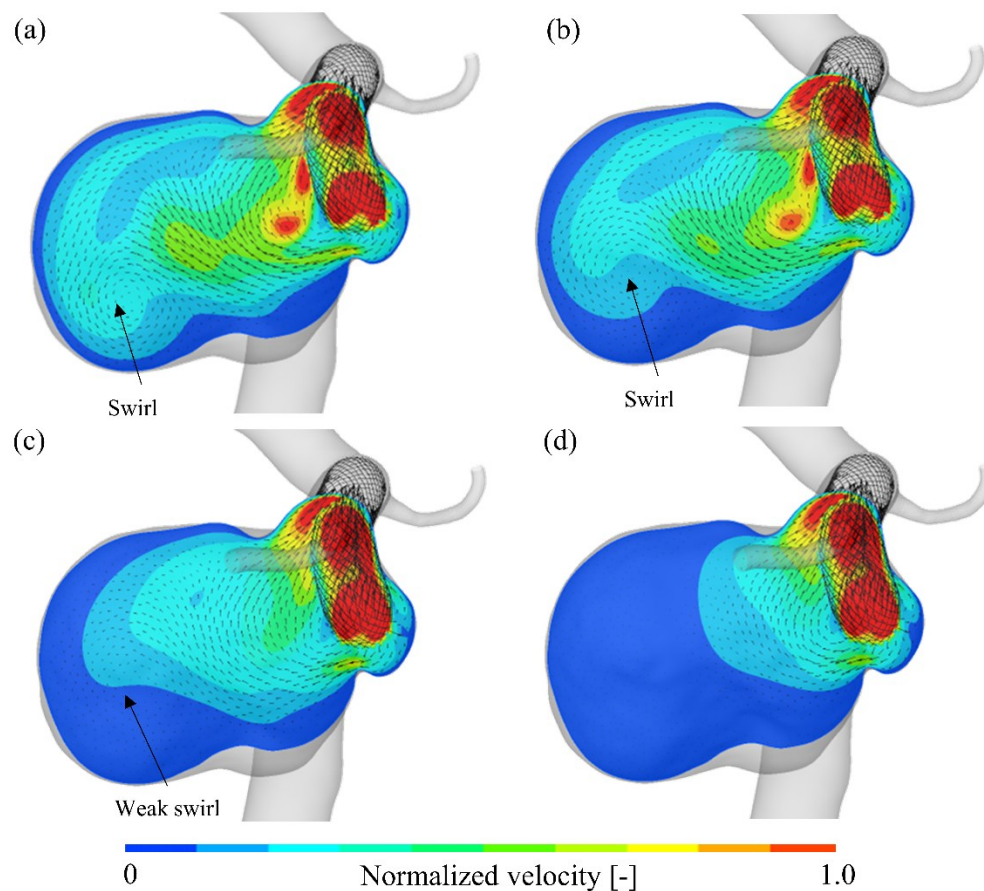 (a)
(b)
Swirl
Swirl
(c)
(d)
Weak swirl
0
Normalized velocity [-]
1.0